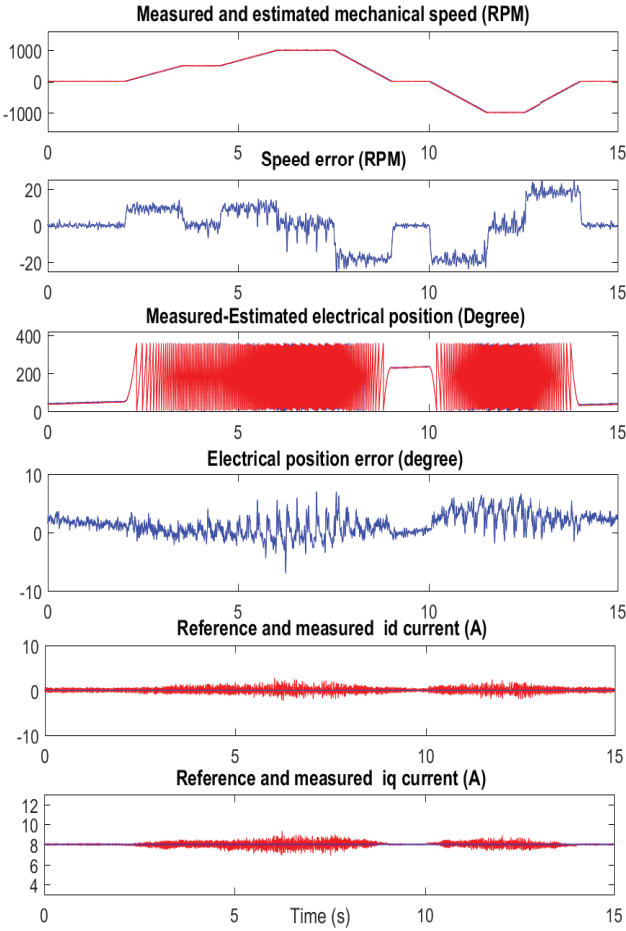 Measured and estimated mechanical speed (RPM)
1000
0
-1000
0 5 10 15
Speed error (RPM)
20
0
-20
0 5 10 15
Measured-Estimated electrical position (Degree)
400
200
0
0 5 10 15
Electrical position error (degree)
10
0
-10
0 5 10 15
Reference and measured id current (A)
10
0
-10
0 5 10 15
Reference and measured iq current (A)
12
10
8
6
4
0 5 Time (s) 10 15